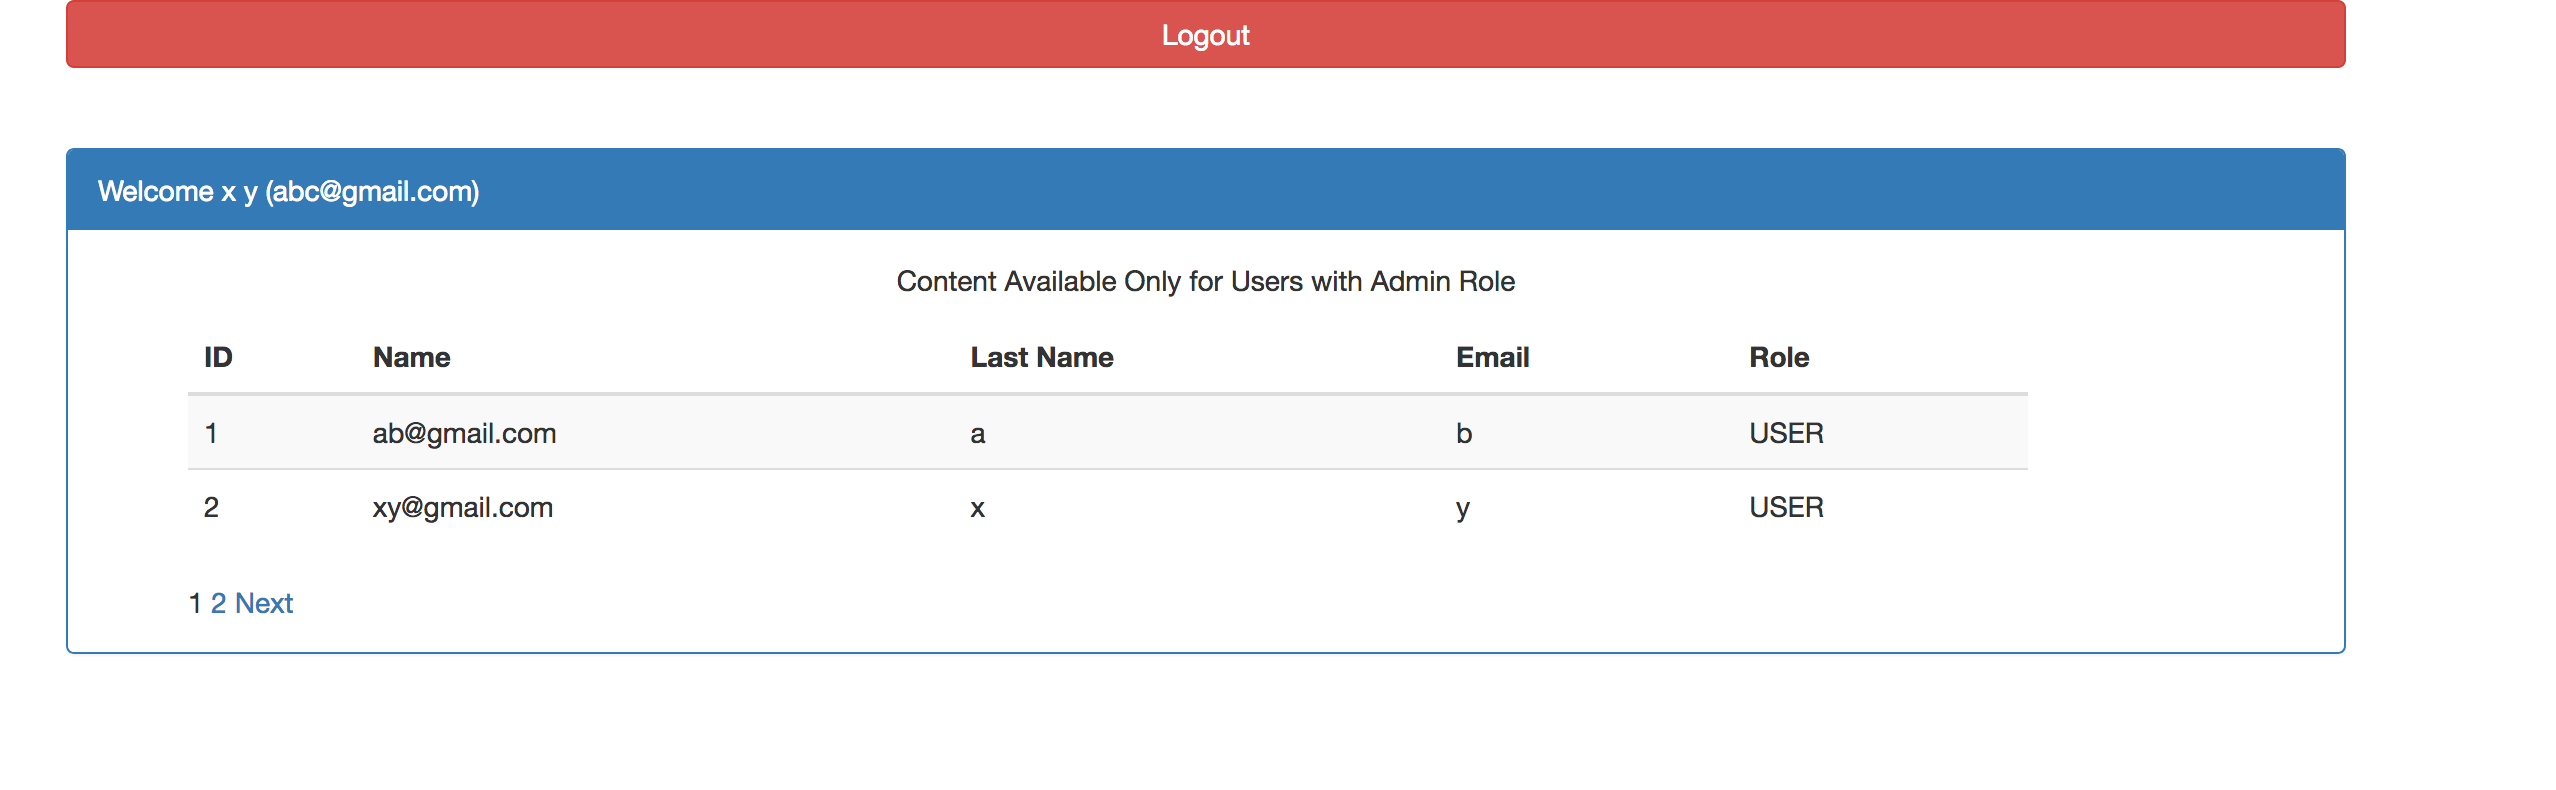 Logout
Welcome x y (abc@gmail.com)
Content Available Only for Users with Admin Role
ID Name Last Name Email Role
1 ab@gmail.com a b USER
2 xy@gmail.com x y USER
1 2 Next